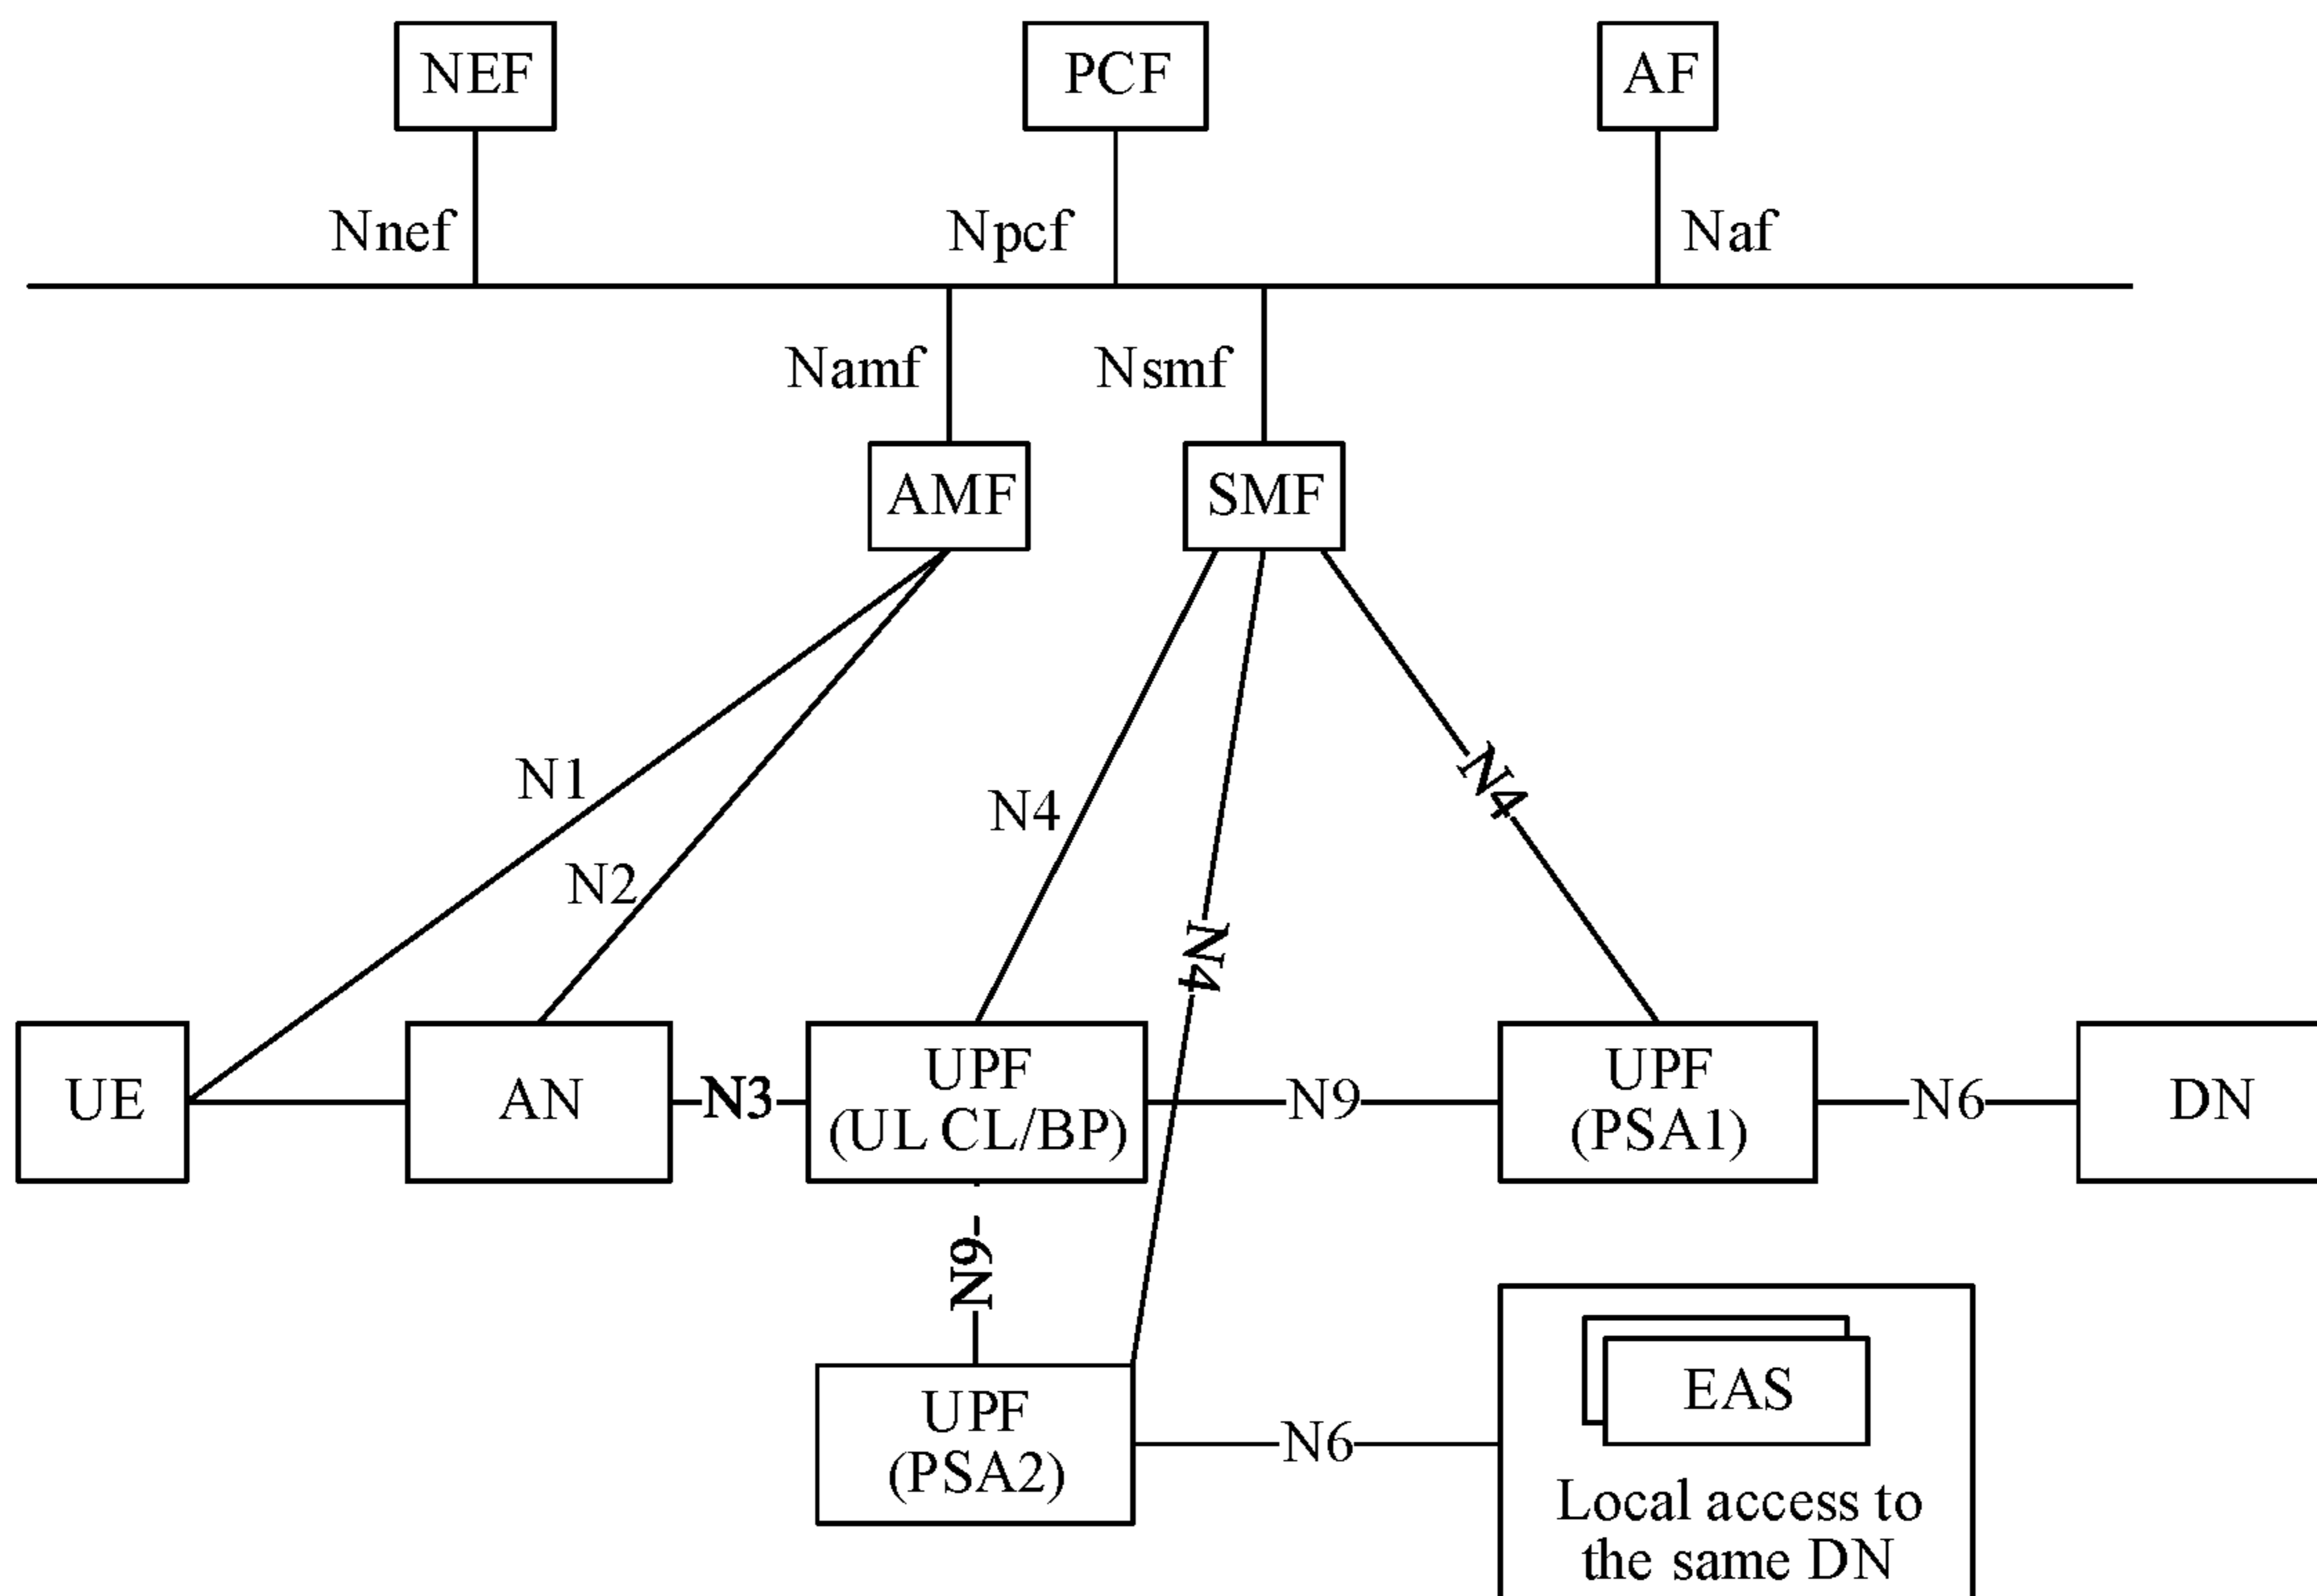 NEF
PCF
AF
Nnef
Npcf
Naf
Namf
Nsmf
AMF
SMF
N1
N2
N4
N4
N4
UE
AN
N3
UPF
(UL CL/BP)
N9
UPF
(PSA1)
N6
DN
N9
UPF
(PSA2)
N6
EAS
Local access to
the same DN